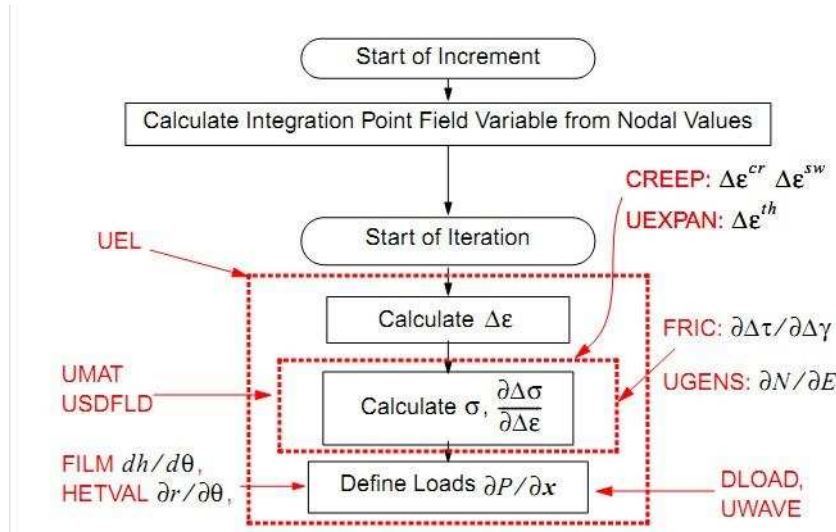 Start of Increment
Calculate Integration Point Field Variable from Nodal Values
CREEP: Δε^cr Δε^sw
UEXPAN: Δε^th
Start of Iteration
UEL
Calculate Δε
FRIC: ∂Δτ/∂Δγ
UGENS: ∂N/∂E
UMAT
USDFLD
Calculate σ, ∂Δσ/∂Δε
FILM dh/dθ,
HETVAL ∂r/∂θ,
Define Loads ∂P/∂x
DLOAD,
UWAVE